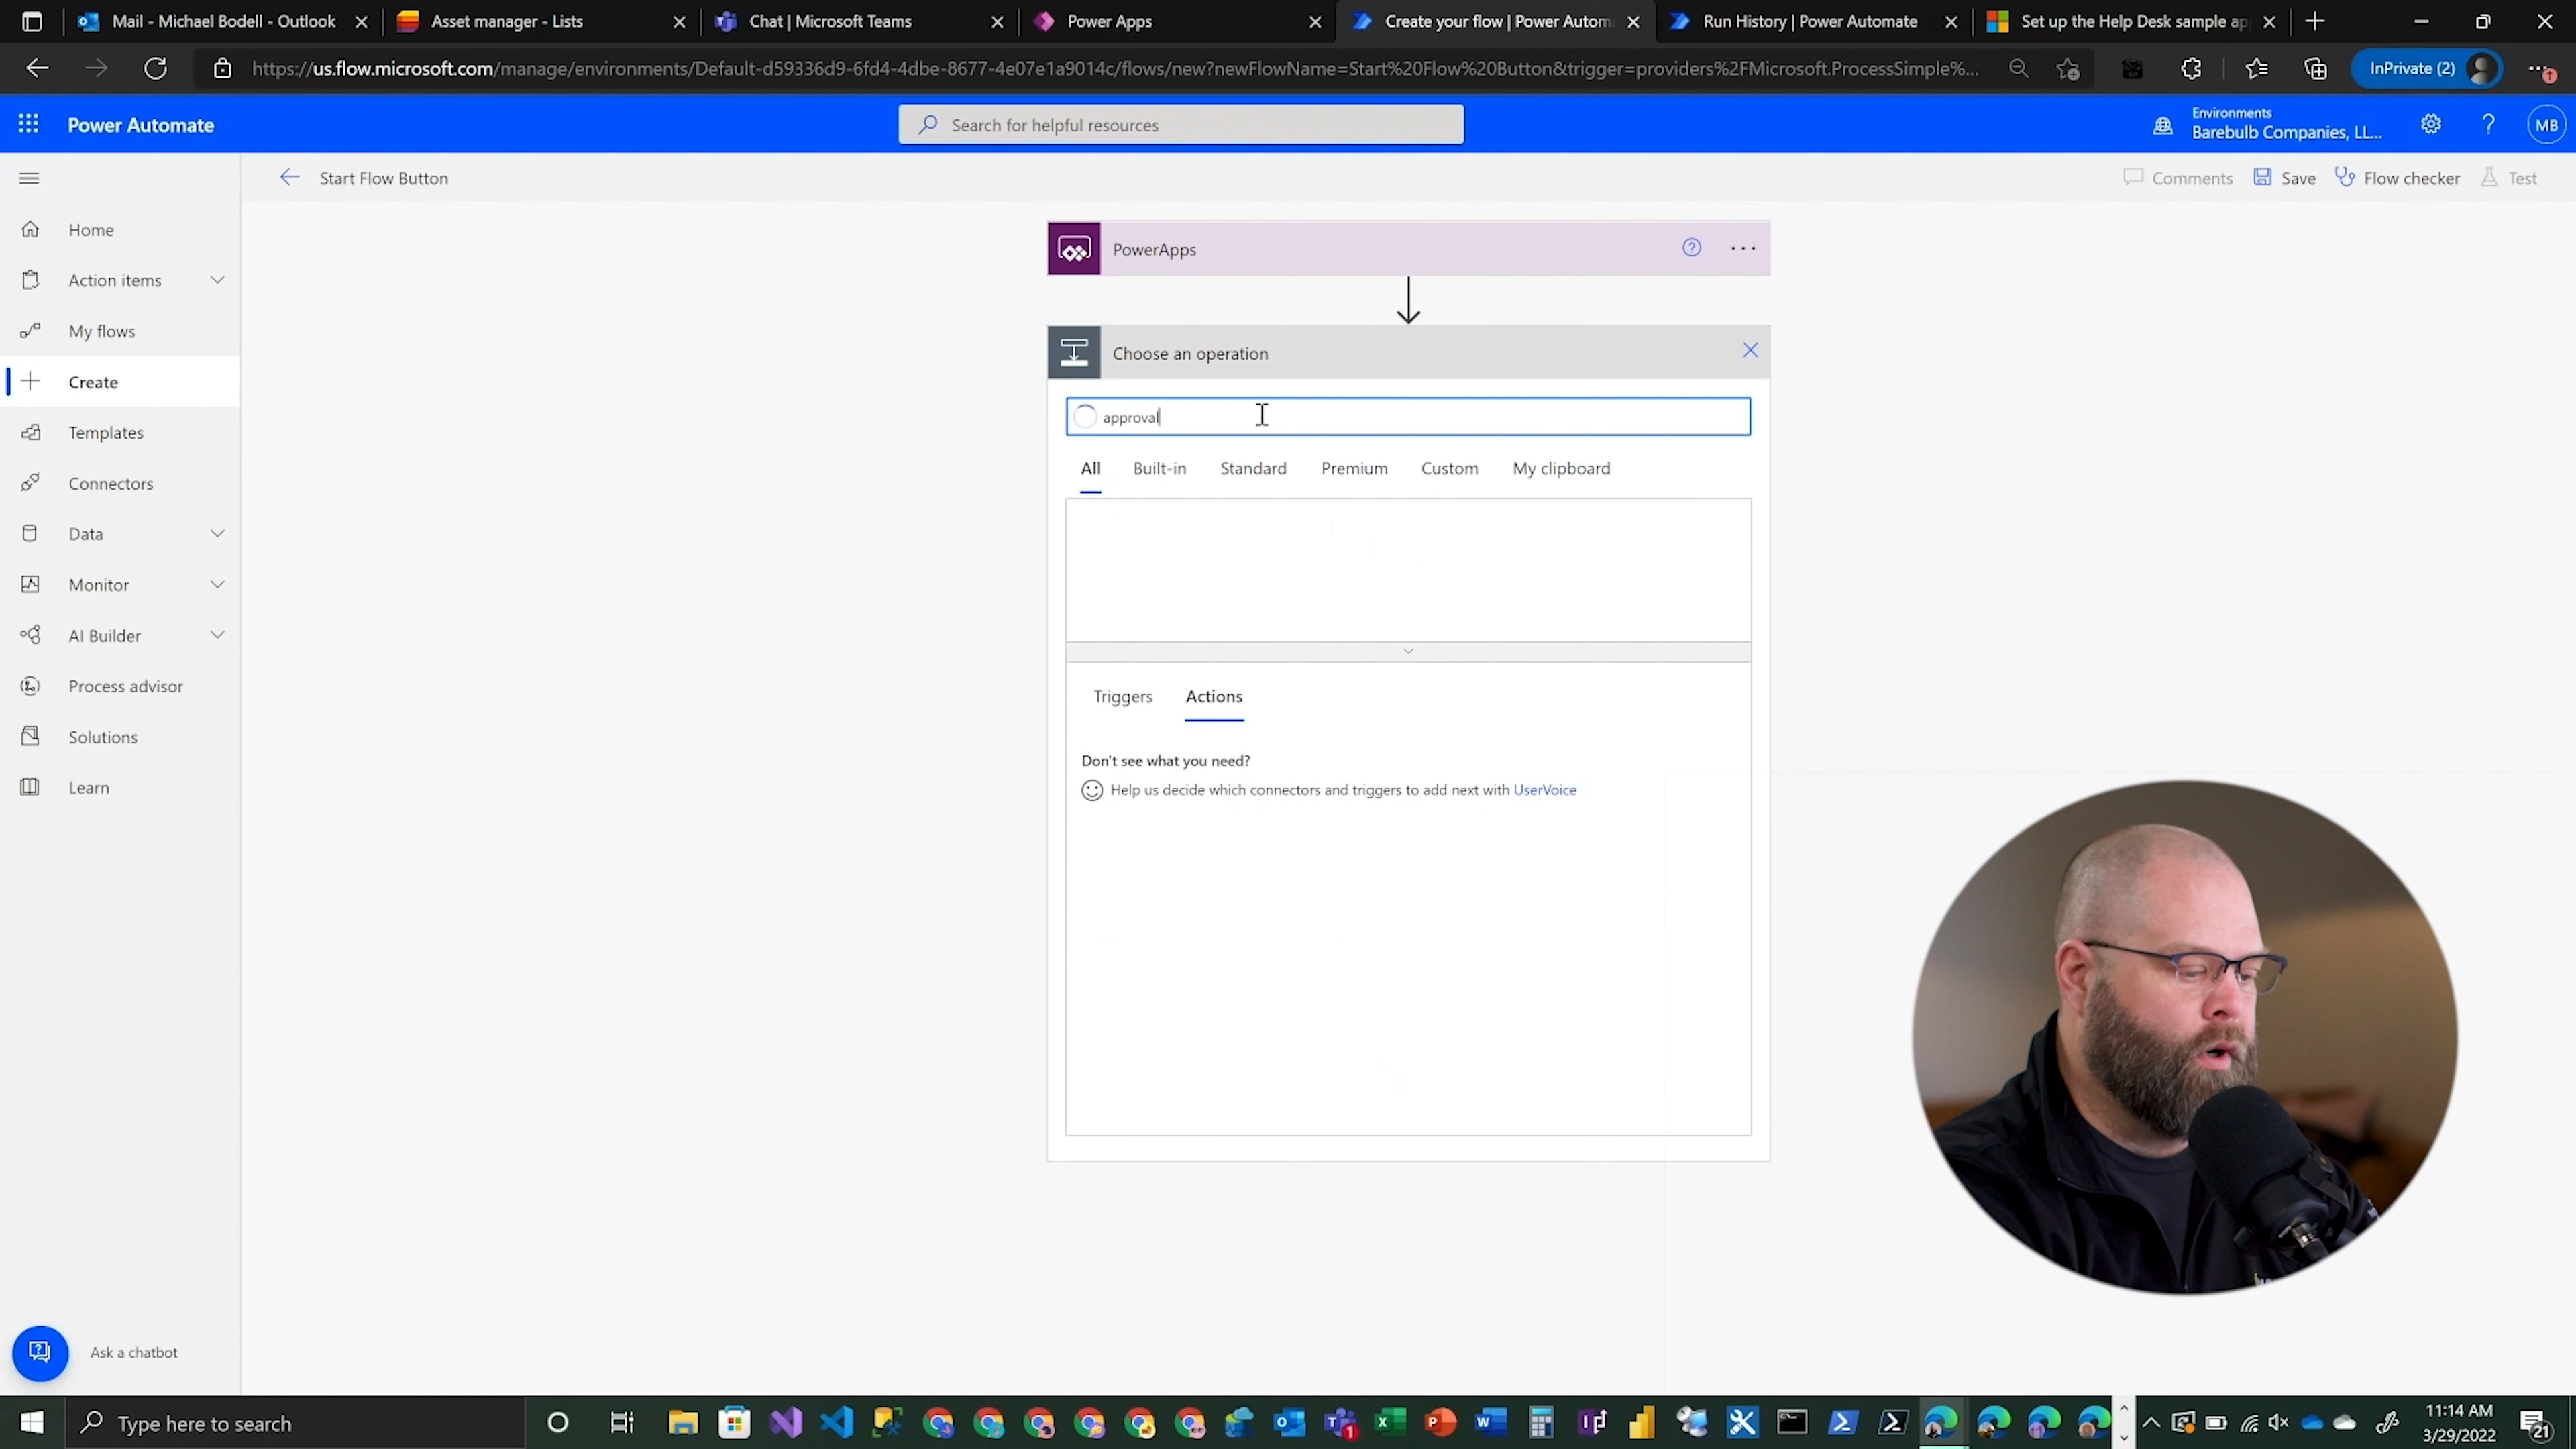 Mail - Michael Bodell - Outlook
Asset manager - Lists
Chat | Microsoft Teams
Power Apps
Create your flow | Power Autom
Run History | Power Automate
Set up the Help Desk sample ap
https://us.flow.microsoft.com/manage/environments/Default-d59336d9-6fd4-4dbe-8677-4e07e1a9014c/flows/new?newFlowName=Start%20Flow%20Button&trigger=providers%2FMicrosoft.ProcessSimple%...
InPrivate (2)
Power Automate
Search for helpful resources
Environments
Barebulb Companies, LL...
MB
Start Flow Button
Comments
Save
Flow checker
Test
Home
Action items
My flows
Create
Templates
Connectors
Data
Monitor
AI Builder
Process advisor
Solutions
Learn
PowerApps
Choose an operation
approval
All
Built-in
Standard
Premium
Custom
My clipboard
Triggers
Actions
Don't see what you need?
Help us decide which connectors and triggers to add next with UserVoice
Ask a chatbot
Type here to search
1
11:14 AM
3/29/2022
21